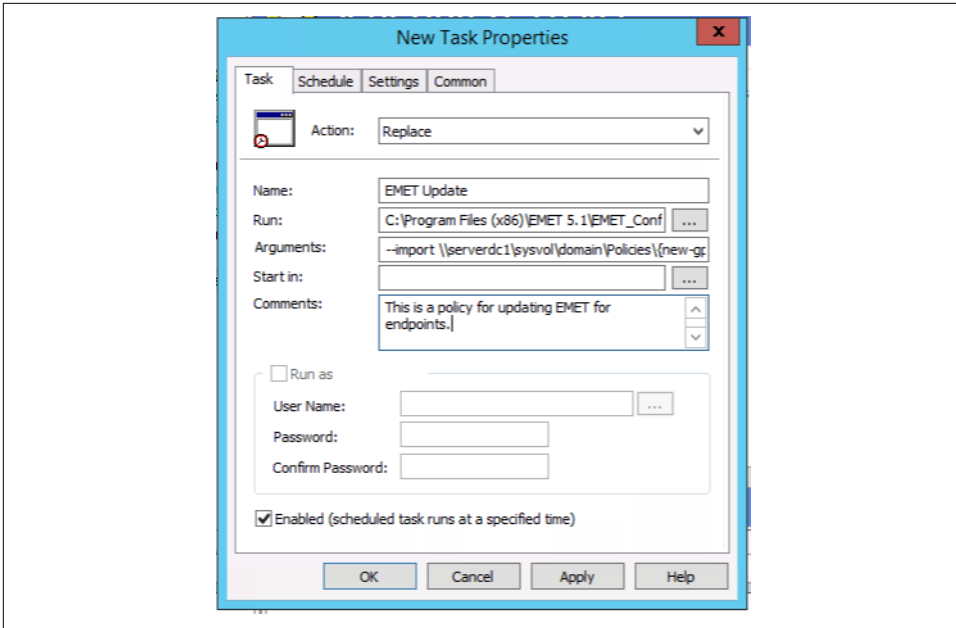 New Task Properties
x
Task Schedule Settings Common
Action: Replace
Name: EMET Update
Run: C:\Program Files (x86)\EMET 5.1\EMET_Conf ...
Arguments: --import \\serverdc1\sysvol\domain\Policies\{new-gp
Start in: ...
Comments: This is a policy for updating EMET for
endpoints.
Run as
User Name: ...
Password:
Confirm Password:
Enabled (scheduled task runs at a specified time)
OK Cancel Apply Help